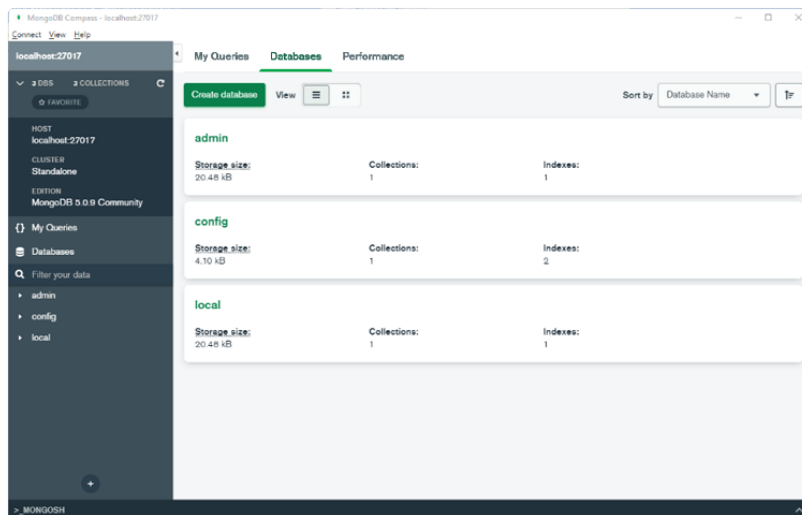 MongoDB Compass - localhost:27017
Connect View Help
localhost:27017
My Queries Databases Performance
3 DBS 3 COLLECTIONS
FAVORITE
Create database View Sort by Database Name
HOST
localhost:27017
CLUSTER
Standalone
EDITION
MongoDB 5.0.9 Community
{} My Queries
Databases
Filter your data
admin
config
local
admin
Storage size: Collections: Indexes:
20.48 kB 1 1
config
Storage size: Collections: Indexes:
4.10 kB 1 2
local
Storage size: Collections: Indexes:
20.48 kB 1 1
>_MONGOSH